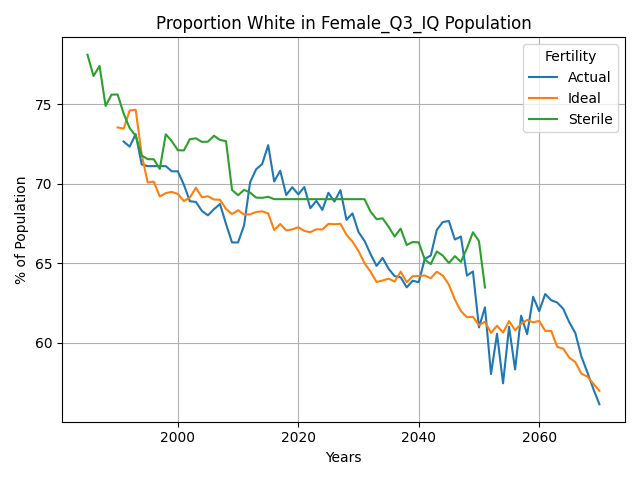 Proportion White in Female_Q3_IQ Population
Fertility
Actual
Ideal
Sterile
% of Population
75
70
65
60
2000
2020
2040
2060
Years